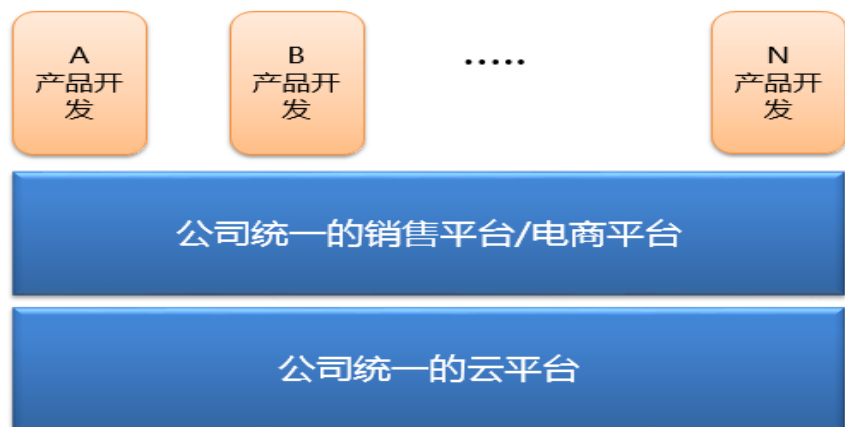 A
产品开
发
B
产品开
发
.....
N
产品开
发
公司统一的销售平台/电商平台
公司统一的云平台